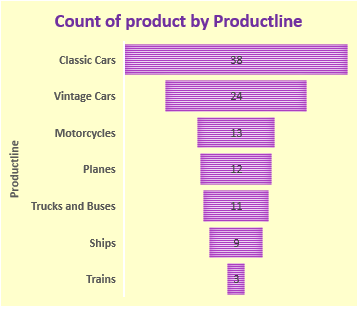 Count of product by Productline
Productline
Classic Cars 38
Vintage Cars 24
Motorcycles 13
Planes 12
Trucks and Buses 11
Ships 9
Trains 3